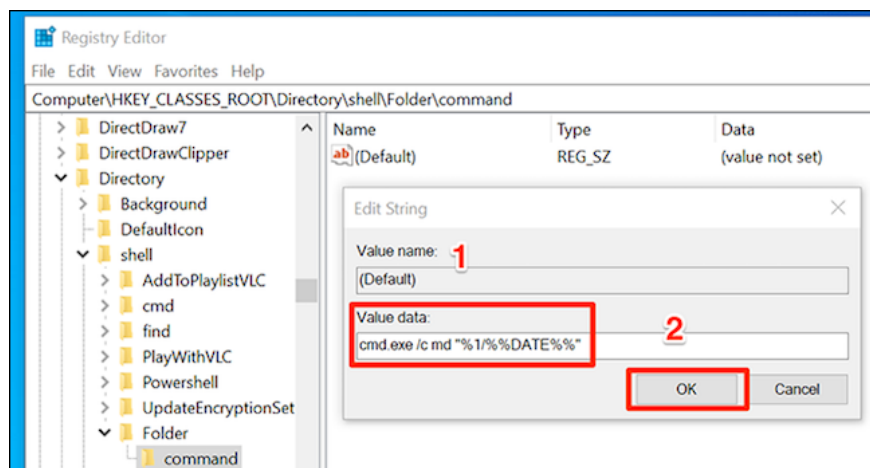 Registry Editor
File Edit View Favorites Help
Computer\HKEY_CLASSES_ROOT\Directory\shell\Folder\command
DirectDraw7
DirectDrawClipper
Directory
Background
DefaultIcon
shell
AddToPlaylistVLC
cmd
find
PlayWithVLC
Powershell
UpdateEncryptionSet
Folder
command
Name Type Data
ab (Default) REG_SZ (value not set)
Edit String
Value name: 1
(Default)
Value data:
cmd.exe /c md "%1/%%DATE%%"
2
OK Cancel